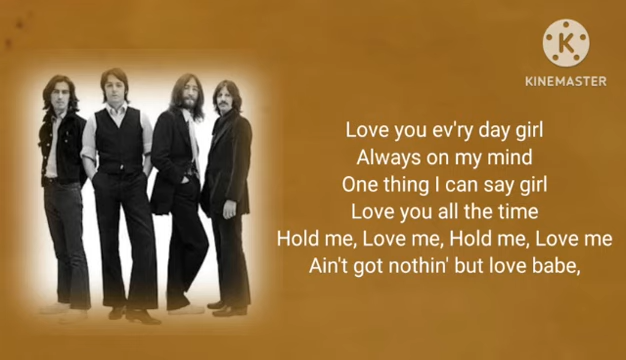 KINEMASTER
Love you ev'ry day girl
Always on my mind
One thing I can say girl
Love you all the time
Hold me, Love me, Hold me, Love me
Ain't got nothin' but love babe,